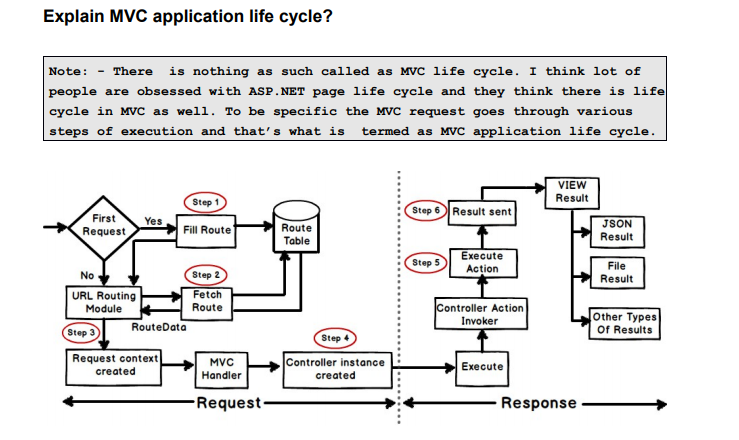 Explain MVC application life cycle?
Note: - There is nothing as such called as MVC life cycle. I think lot of
people are obsessed with ASP.NET page life cycle and they think there is life
cycle in MVC as well. To be specific the MVC request goes through various
steps of execution and that's what is termed as MVC application life cycle.
First
Request
Yes
No
Step 1
Fill Route
Route
Table
Step 2
Fetch
Route
URL Routing
Module
RouteData
Step 3
Request context
created
MVC
Handler
Step 4
Controller instance
created
Execute
Controller Action
Invoker
Step 5
Execute
Action
Step 6
Result sent
VIEW
Result
JSON
Result
File
Result
Other Types
Of Results
Request
Response